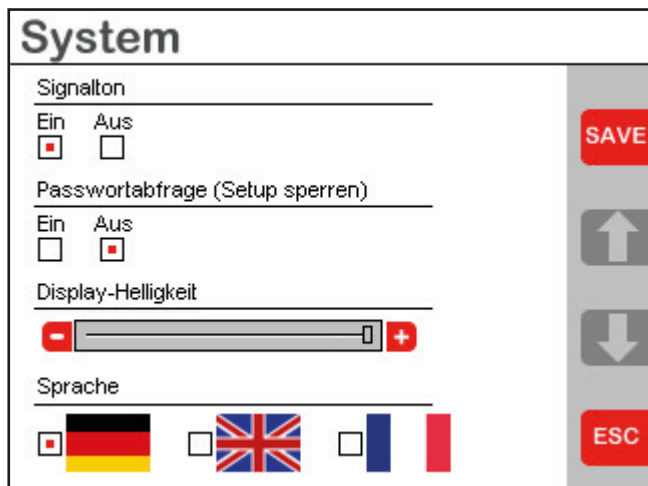 System
Signalton
Ein Aus
SAVE
Passwortabfrage (Setup sperren)
Ein Aus
Display-Helligkeit
- +
Sprache
ESC